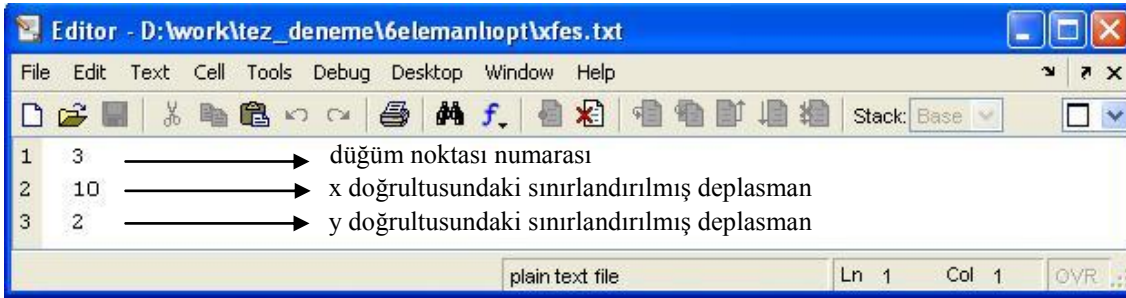 Editor - D:\work\tez_deneme\6elemanlıopt\xfes.txt
File Edit Text Cell Tools Debug Desktop Window Help
Stack: Base
1 3 düğüm noktası numarası
2 10 x doğrultusundaki sınırlandırılmış deplasman
3 2 y doğrultusundaki sınırlandırılmış deplasman
plain text file Ln 1 Col 1 OVR